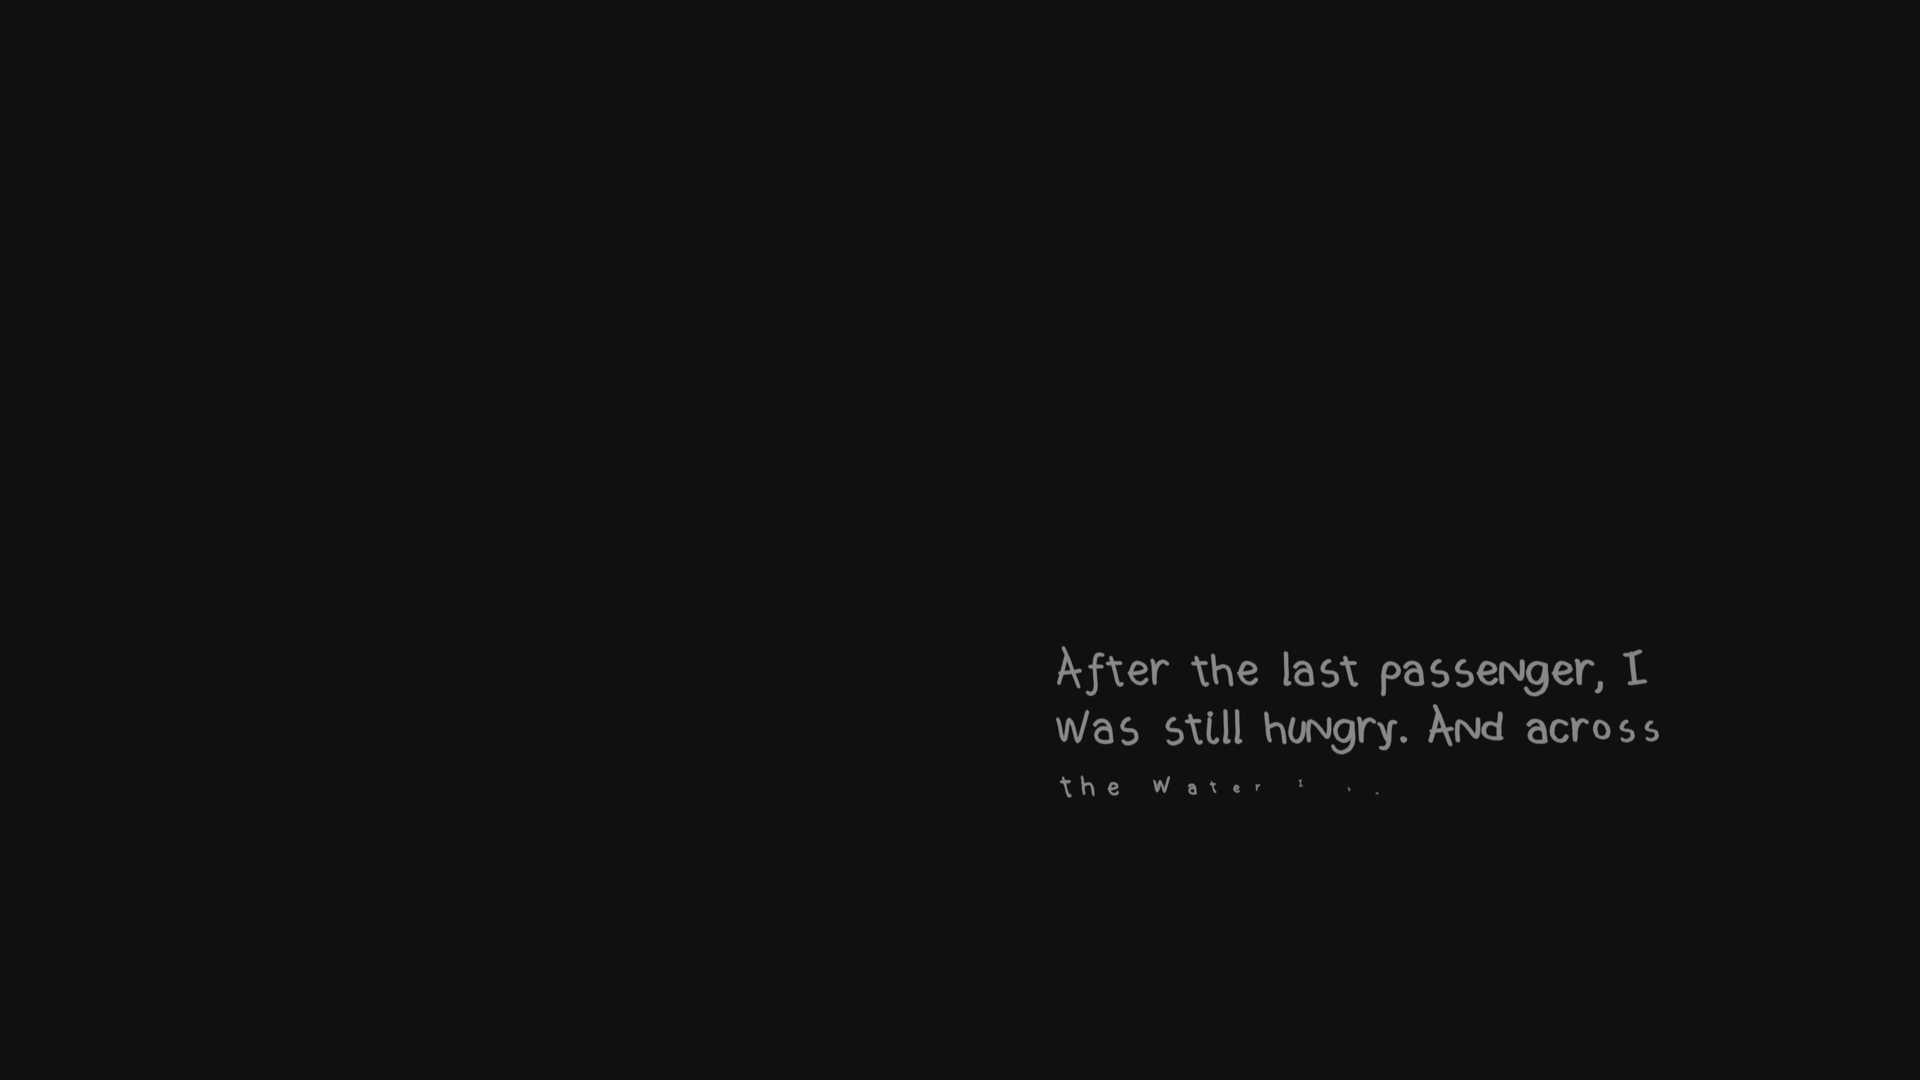 After the last passenger, I
was still hungry. And across
the water I